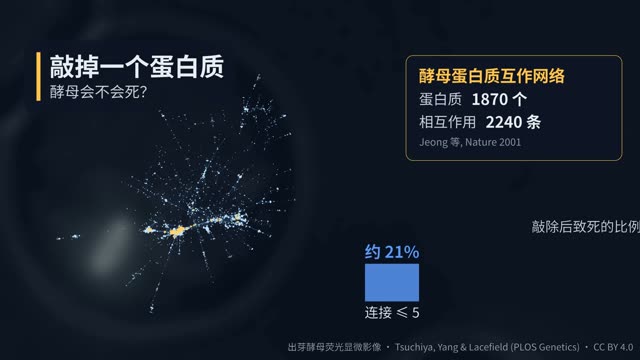 敲掉一个蛋白质
酵母会不会死？
酵母蛋白质互作网络
蛋白质 1870 个
相互作用 2240 条
Jeong 等, Nature 2001
敲除后致死的比例
约 21%
连接 ≤ 5
出芽酵母荧光显微影像 · Tsuchiya, Yang & Lacefield (PLOS Genetics) · CC BY 4.0